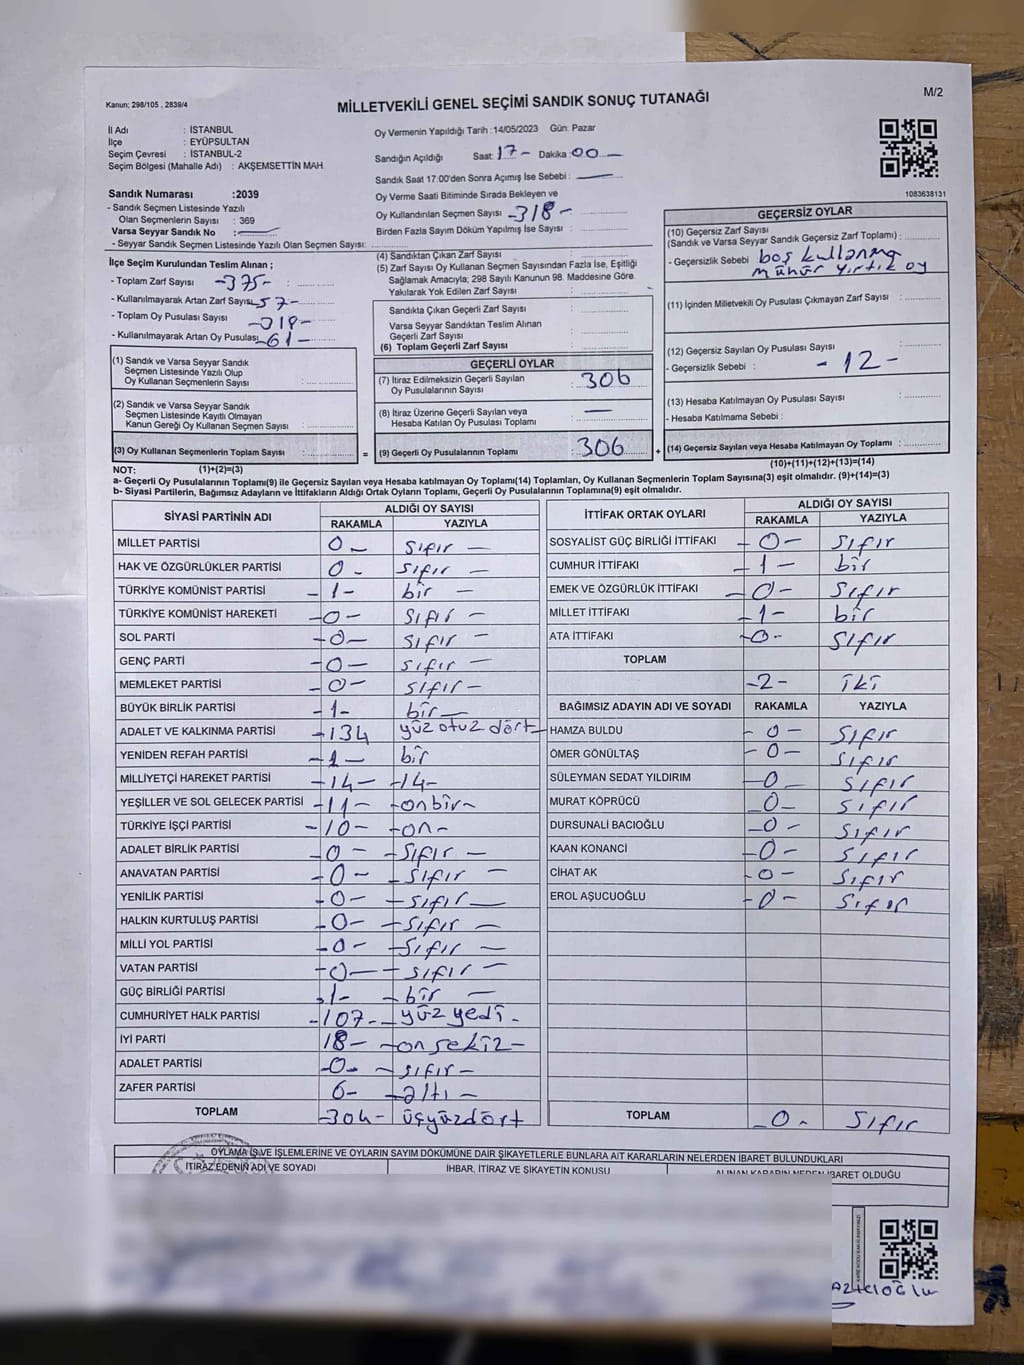 Kanun; 298/105 , 2839/4
MİLLETVEKİLİ GENEL SEÇİMİ SANDIK SONUÇ TUTANAĞI
M/2
İl Adı : İSTANBUL
İlçe : EYÜPSULTAN
Seçim Çevresi : İSTANBUL-2
Seçim Bölgesi (Mahalle Adı) : AKŞEMSETTİN MAH.
Sandık Numarası :2039
- Sandık Seçmen Listesinde Yazılı
Olan Seçmenlerin Sayısı : 369
Varsa Seyyar Sandık No :
- Seyyar Sandık Seçmen Listesinde Yazılı Olan Seçmen Sayısı:
Oy Vermenin Yapıldığı Tarih :14/05/2023 Gün: Pazar
Sandığın Açıldığı Saat: 17 - Dakika :00 —
Sandık Saat 17:00'den Sonra Açımış İse Sebebi : —
Oy Verme Saati Bitiminde Sırada Bekleyen ve
Oy Kullandırılan Seçmen Sayısı -318-
Birden Fazla Sayım Döküm Yapılmış İse Sayısı :
1083638131
İlçe Seçim Kurulundan Teslim Alınan ;
- Toplam Zarf Sayısı -375-
- Kullanılmayarak Artan Zarf Sayısı 57-
- Toplam Oy Pusulası Sayısı
- Kullanılmayarak Artan Oy Pusulası -61-
(1) Sandık ve Varsa Seyyar Sandık
Seçmen Listesinde Yazılı Olup
Oy Kullanan Seçmenlerin Sayısı :
(2) Sandık ve Varsa Seyyar Sandık
Seçmen Listesinde Kayıtlı Olmayan
Kanun Gereği Oy Kullanan Seçmen Sayısı :
(3) Oy Kullanan Seçmenlerin Toplam Sayısı : =
(4) Sandıktan Çıkan Zarf Sayısı :
(5) Zarf Sayısı Oy Kullanan Seçmen Sayısından Fazla İse, Eşitliği
Sağlamak Amacıyla; 298 Sayılı Kanunun 98. Maddesine Göre
Yakılarak Yok Edilen Zarf Sayısı :
Sandıkta Çıkan Geçerli Zarf Sayısı :
Varsa Seyyar Sandıktan Teslim Alınan
Geçerli Zarf Sayısı :
(6) Toplam Geçerli Zarf Sayısı :
GEÇERLİ OYLAR
(7) İtiraz Edilmeksizin Geçerli Sayılan
Oy Pusulalarının Sayısı : 306
(8) İtiraz Üzerine Geçerli Sayılan veya
Hesaba Katılan Oy Pusulası Toplamı : —
(9) Geçerli Oy Pusulalarının Toplamı : 306 +
GEÇERSİZ OYLAR
(10) Geçersiz Zarf Sayısı
(Sandık ve Varsa Seyyar Sandık Geçersiz Zarf Toplamı) :
- Geçersizlik Sebebi boş kullanma
mühür yırtık oy
(11) İçinden Milletvekili Oy Pusulası Çıkmayan Zarf Sayısı :
(12) Geçersiz Sayılan Oy Pusulası Sayısı :
- Geçersizlik Sebebi : - 12 -
(13) Hesaba Katılmayan Oy Pusulası Sayısı :
- Hesaba Katılmama Sebebi :
(14) Geçersiz Sayılan veya Hesaba Katılmayan Oy Toplamı :
NOT: (1)+(2)=(3)
(10)+(11)+(12)+(13)=(14)
a- Geçerli Oy Pusulalarının Toplamı(9) ile Geçersiz Sayılan veya Hesaba katılmayan Oy Toplamı(14) Toplamları, Oy Kullanan Seçmenlerin Toplam Sayısına(3) eşit olmalıdır. (9)+(14)=(3)
b- Siyasi Partilerin, Bağımsız Adayların ve İttifakların Aldığı Ortak Oyların Toplamı, Geçerli Oy Pusulalarının Toplamına(9) eşit olmalıdır.
SİYASİ PARTİNİN ADI ALDIĞI OY SAYISI
RAKAMLA YAZIYLA
MİLLET PARTİSİ 0 - sıfır —
HAK VE ÖZGÜRLÜKLER PARTİSİ 0 - sıfır —
TÜRKİYE KOMÜNİST PARTİSİ - 1 - bir —
TÜRKİYE KOMÜNİST HAREKETİ -0- sıfır —
SOL PARTİ -0- sıfır —
GENÇ PARTİ -0- sıfır —
MEMLEKET PARTİSİ -0- sıfır -
BÜYÜK BİRLİK PARTİSİ -1- bir —
ADALET VE KALKINMA PARTİSİ -134 yüz otuz dört
YENİDEN REFAH PARTİSİ -1- bir
MİLLİYETÇİ HAREKET PARTİSİ -14- -14-
YEŞİLLER VE SOL GELECEK PARTİSİ -11- -onbir-
TÜRKİYE İŞÇİ PARTİSİ -10- -on-
ADALET BİRLİK PARTİSİ -0- -sıfır —
ANAVATAN PARTİSİ -0- -sıfır —
YENİLİK PARTİSİ -0- -sıfır —
HALKIN KURTULUŞ PARTİSİ -0- -sıfır —
MİLLİ YOL PARTİSİ -0- -sıfır —
VATAN PARTİSİ -0- -sıfır —
GÜÇ BİRLİĞİ PARTİSİ 1- -bir —
CUMHURİYET HALK PARTİSİ -107- -yüz yedi -
İYİ PARTİ 18- -onsekiz-
ADALET PARTİSİ -0- -sıfır -
ZAFER PARTİSİ 6- -altı -
TOPLAM -304- üçyüzdört
İTTİFAK ORTAK OYLARI ALDIĞI OY SAYISI
RAKAMLA YAZIYLA
SOSYALİST GÜÇ BİRLİĞİ İTTİFAKI -0- sıfır
CUMHUR İTTİFAKI -1- bir
EMEK VE ÖZGÜRLÜK İTTİFAKI -0- sıfır
MİLLET İTTİFAKI -1- bir
ATA İTTİFAKI -0- sıfır
TOPLAM
-2- iki
BAĞIMSIZ ADAYIN ADI VE SOYADI RAKAMLA YAZIYLA
HAMZA BULDU -0- sıfır
ÖMER GÖNÜLTAŞ -0- sıfır
SÜLEYMAN SEDAT YILDIRIM -0- sıfır
MURAT KÖPRÜCÜ -0- sıfır
DURSUNALİ BACIOĞLU -0- sıfır
KAAN KONANCİ -0- sıfır
CİHAT AK -0- sıfır
EROL AŞUCUOĞLU -0- sıfır
TOPLAM -0- sıfır
OYLAMA İŞ VE İŞLEMLERİNE VE OYLARIN SAYIM DÖKÜMÜNE DAİR ŞİKAYETLERLE BUNLARA AİT KARARLARIN NELERDEN İBARET BULUNDUKLARI
İTİRAZ EDENİN ADI VE SOYADI İHBAR, İTİRAZ VE ŞİKAYETİN KONUSU ALINAN KARARIN NEDEN İBARET OLDUĞU